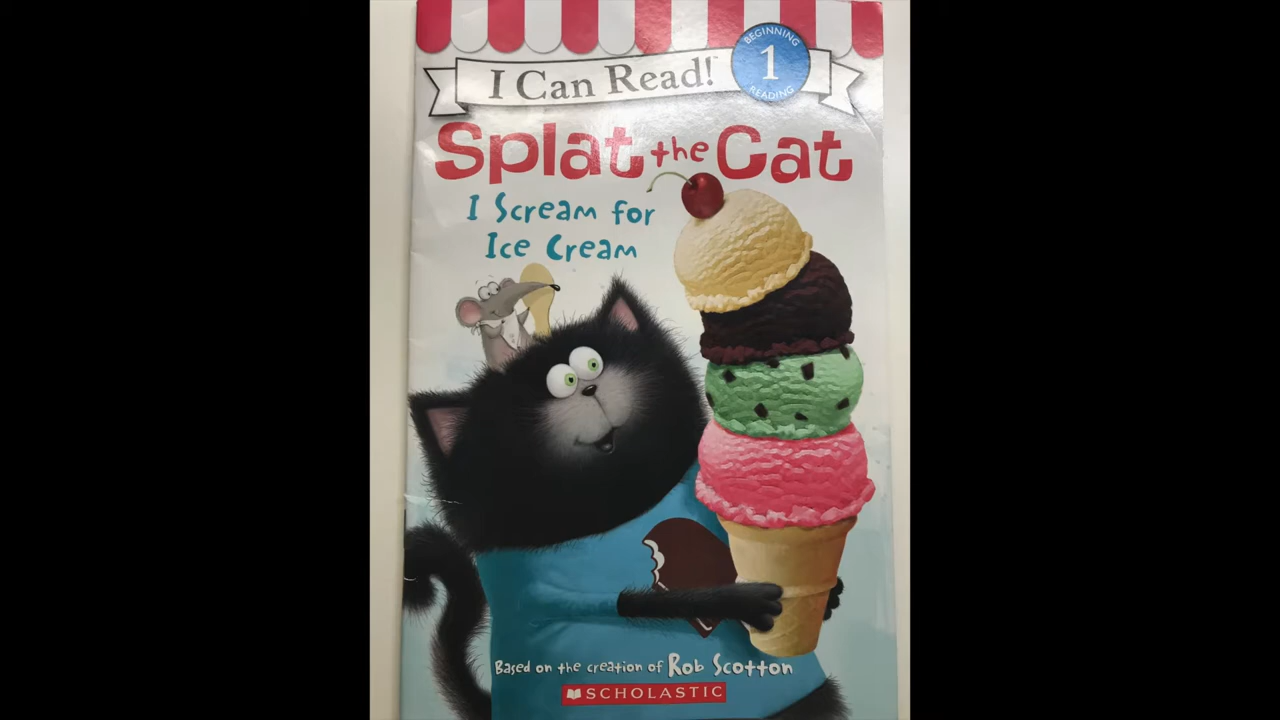 I Can Read!
BEGINNING
1
READING
Splat the Cat
I Scream for
Ice Cream
Based on the creation of Rob Scotton
SCHOLASTIC